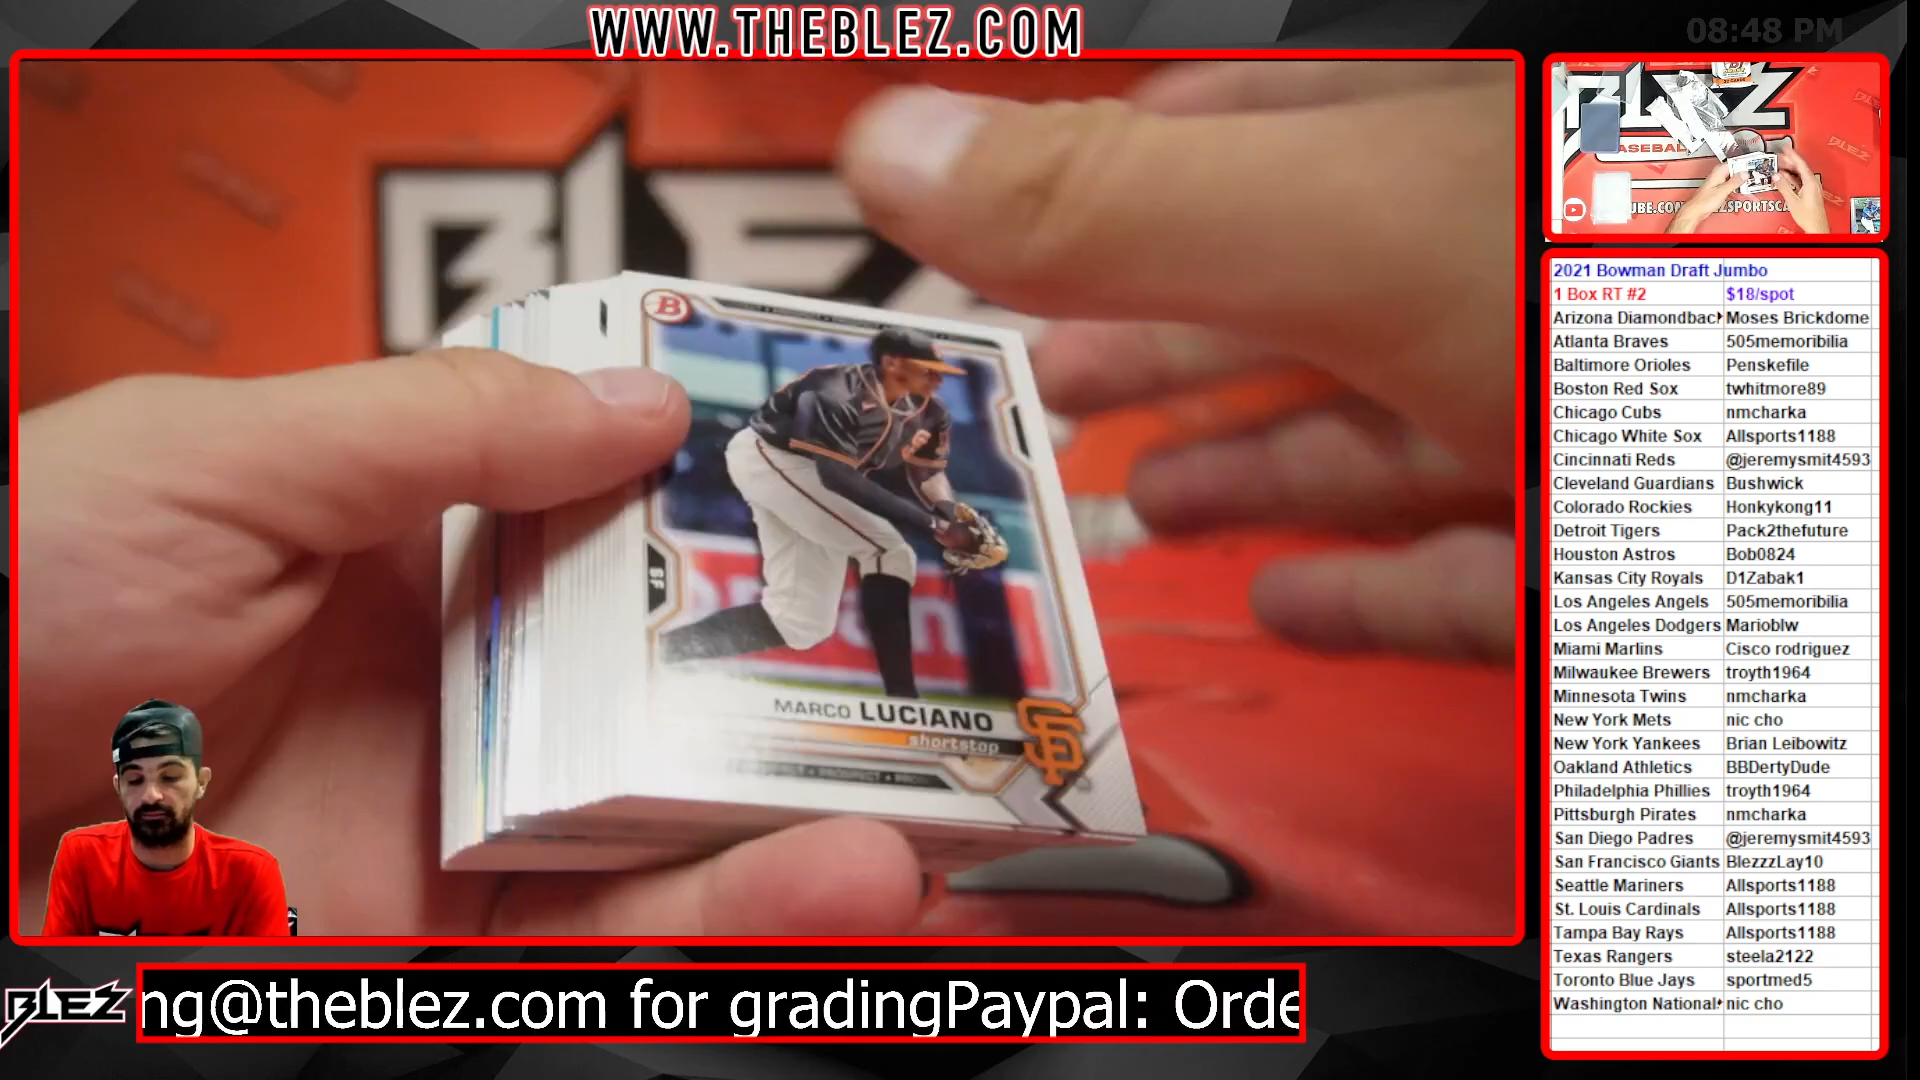 WWW.THEBLEZ.COM
08:48 PM
BLEZ
B
SF
MARCO LUCIANO
shortstop
SF
PROSPECT
BLEZ
BASEBALL
2021 Bowman Draft Jumbo
1 Box RT #2 $18/spot
Arizona Diamondbac Moses Brickdome
Atlanta Braves 505memoribilia
Baltimore Orioles Penskefile
Boston Red Sox twhitmore89
Chicago Cubs nmcharka
Chicago White Sox Allsports1188
Cincinnati Reds @jeremysmit4593
Cleveland Guardians Bushwick
Colorado Rockies Honkykong11
Detroit Tigers Pack2thefuture
Houston Astros Bob0824
Kansas City Royals D1Zabak1
Los Angeles Angels 505memoribilia
Los Angeles Dodgers Marioblw
Miami Marlins Cisco rodriguez
Milwaukee Brewers troyth1964
Minnesota Twins nmcharka
New York Mets nic cho
New York Yankees Brian Leibowitz
Oakland Athletics BBDertyDude
Philadelphia Phillies troyth1964
Pittsburgh Pirates nmcharka
San Diego Padres @jeremysmit4593
San Francisco Giants BlezzzLay10
Seattle Mariners Allsports1188
St. Louis Cardinals Allsports1188
Tampa Bay Rays Allsports1188
Texas Rangers steela2122
Toronto Blue Jays sportmed5
Washington National nic cho
BLEZ
ng@theblez.com for gradingPaypal: Orde